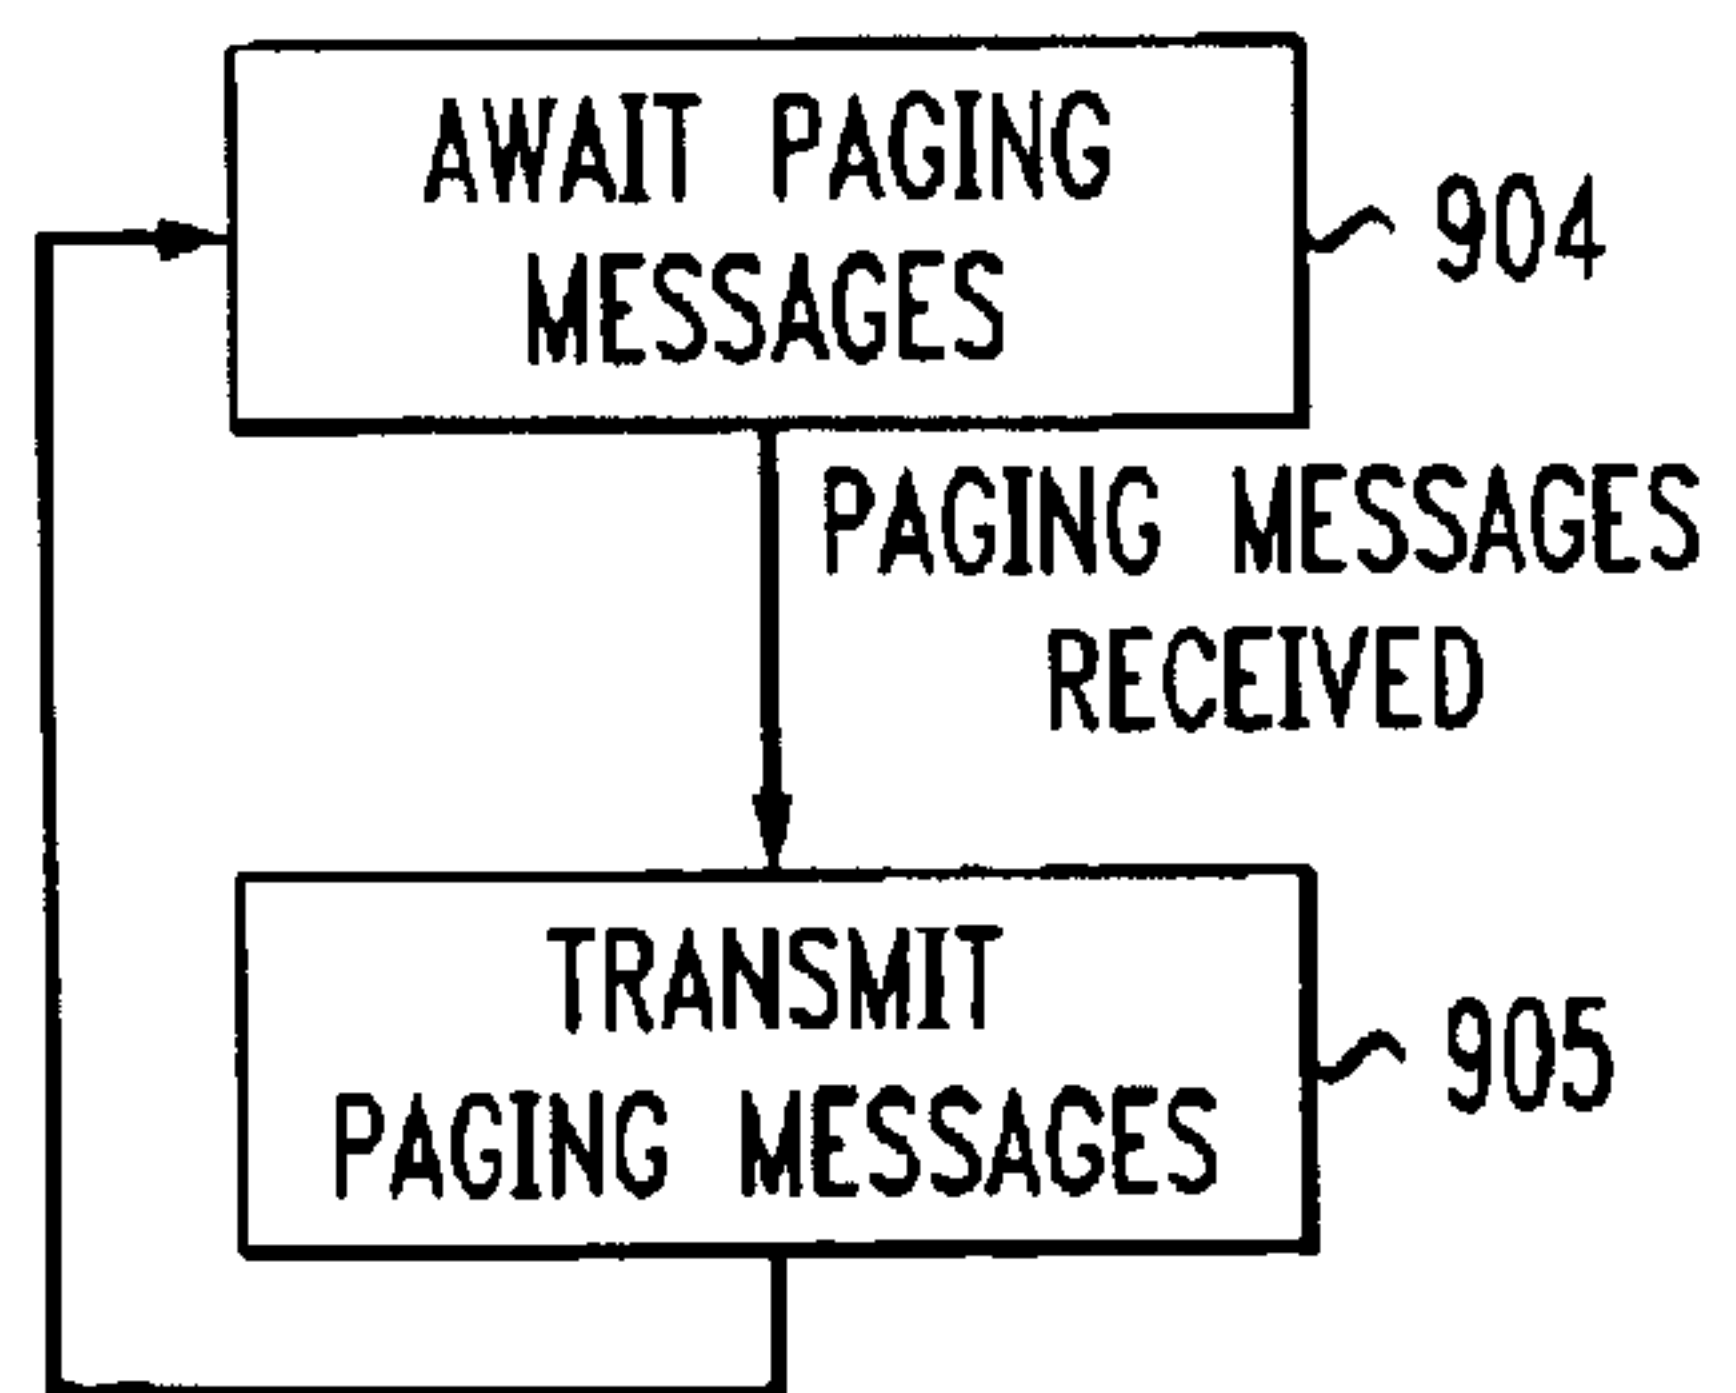 AWAIT PAGING
MESSAGES
904
PAGING MESSAGES
RECEIVED
TRANSMIT
PAGING MESSAGES
905